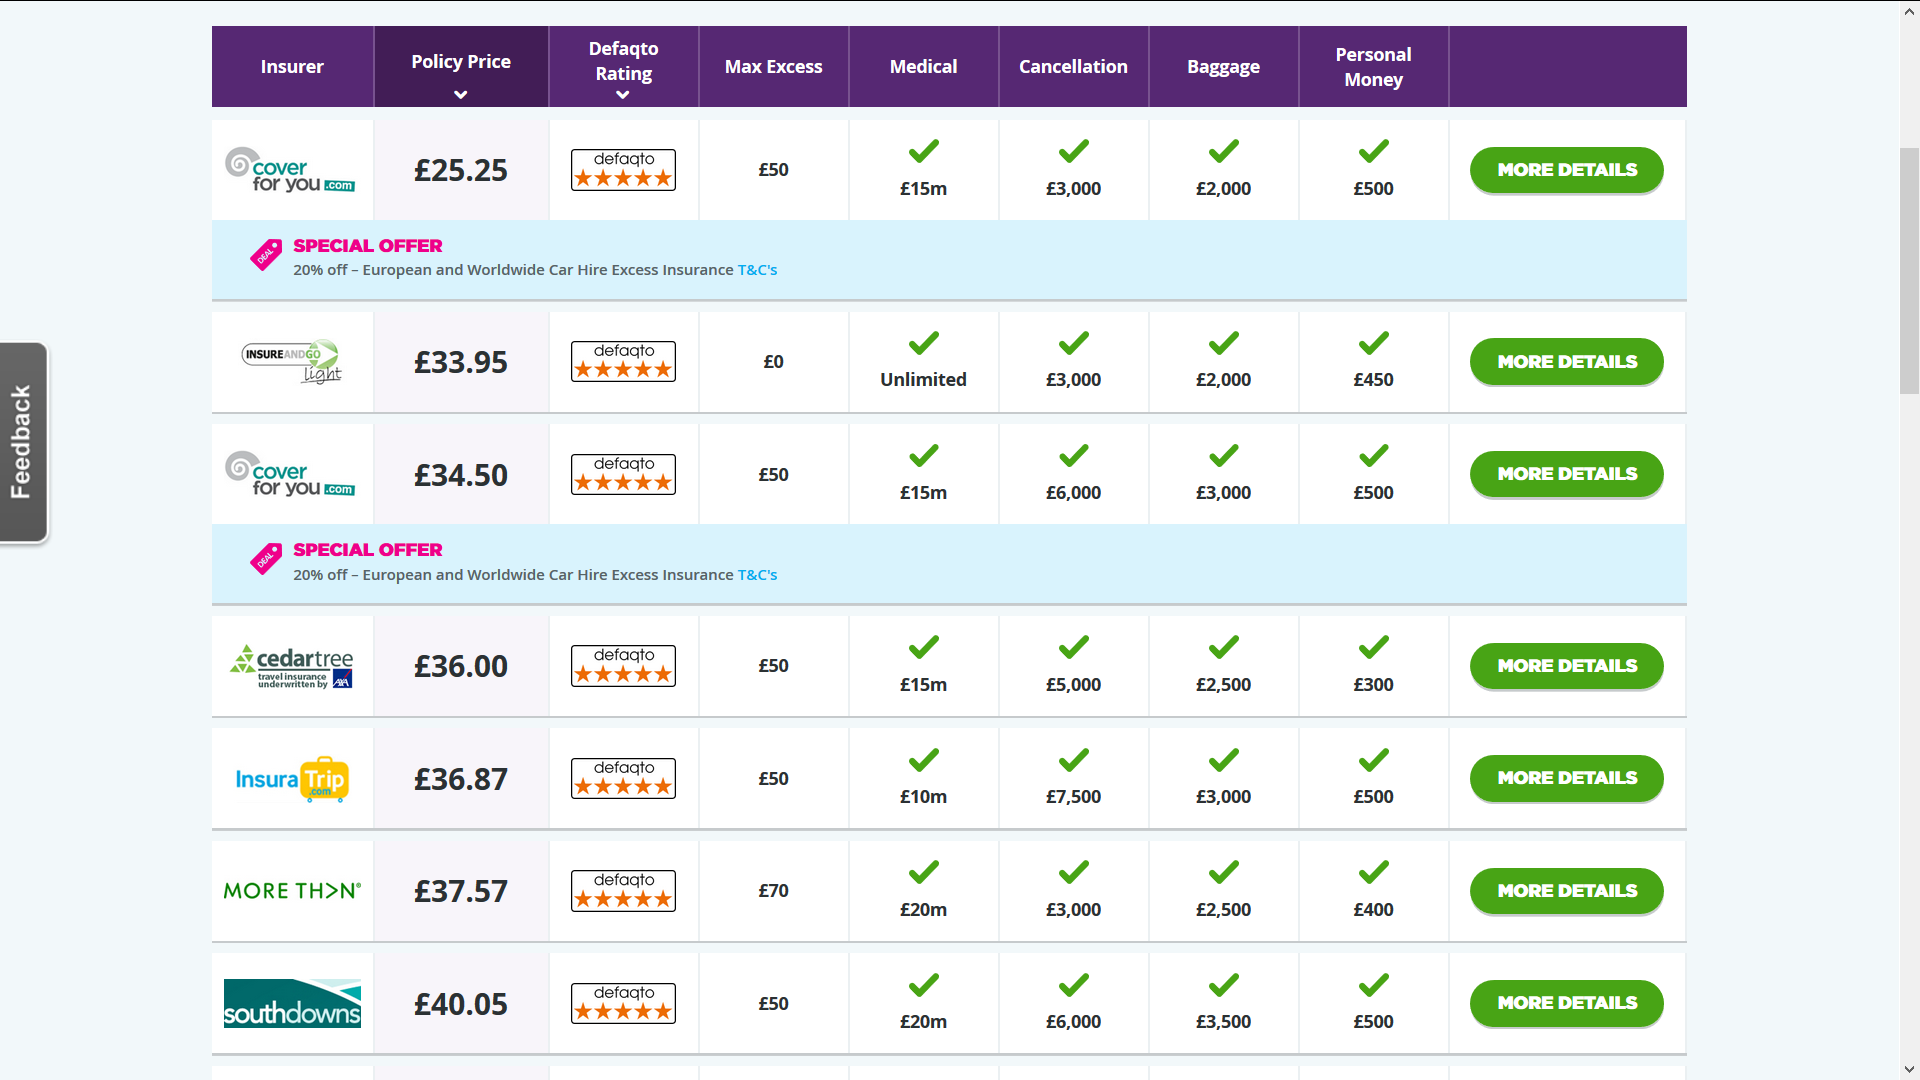 Insurer
Policy Price
Defaqto
Rating
Max Excess
Medical
Cancellation
Baggage
Personal
Money
cover
for you .com
£25.25
defaqto
£50
£15m
£3,000
£2,000
£500
MORE DETAILS
DEAL
SPECIAL OFFER
20% off – European and Worldwide Car Hire Excess Insurance T&C's
INSUREANDGO
light
£33.95
defaqto
£0
Unlimited
£3,000
£2,000
£450
MORE DETAILS
Feedback
cover
for you .com
£34.50
defaqto
£50
£15m
£6,000
£3,000
£500
MORE DETAILS
DEAL
SPECIAL OFFER
20% off – European and Worldwide Car Hire Excess Insurance T&C's
cedartree
travel insurance
underwritten by AXA
£36.00
defaqto
£50
£15m
£5,000
£2,500
£300
MORE DETAILS
Insura Trip
.com
£36.87
defaqto
£50
£10m
£7,500
£3,000
£500
MORE DETAILS
MORE TH>N®
£37.57
defaqto
£70
£20m
£3,000
£2,500
£400
MORE DETAILS
southdowns
£40.05
defaqto
£50
£20m
£6,000
£3,500
£500
MORE DETAILS